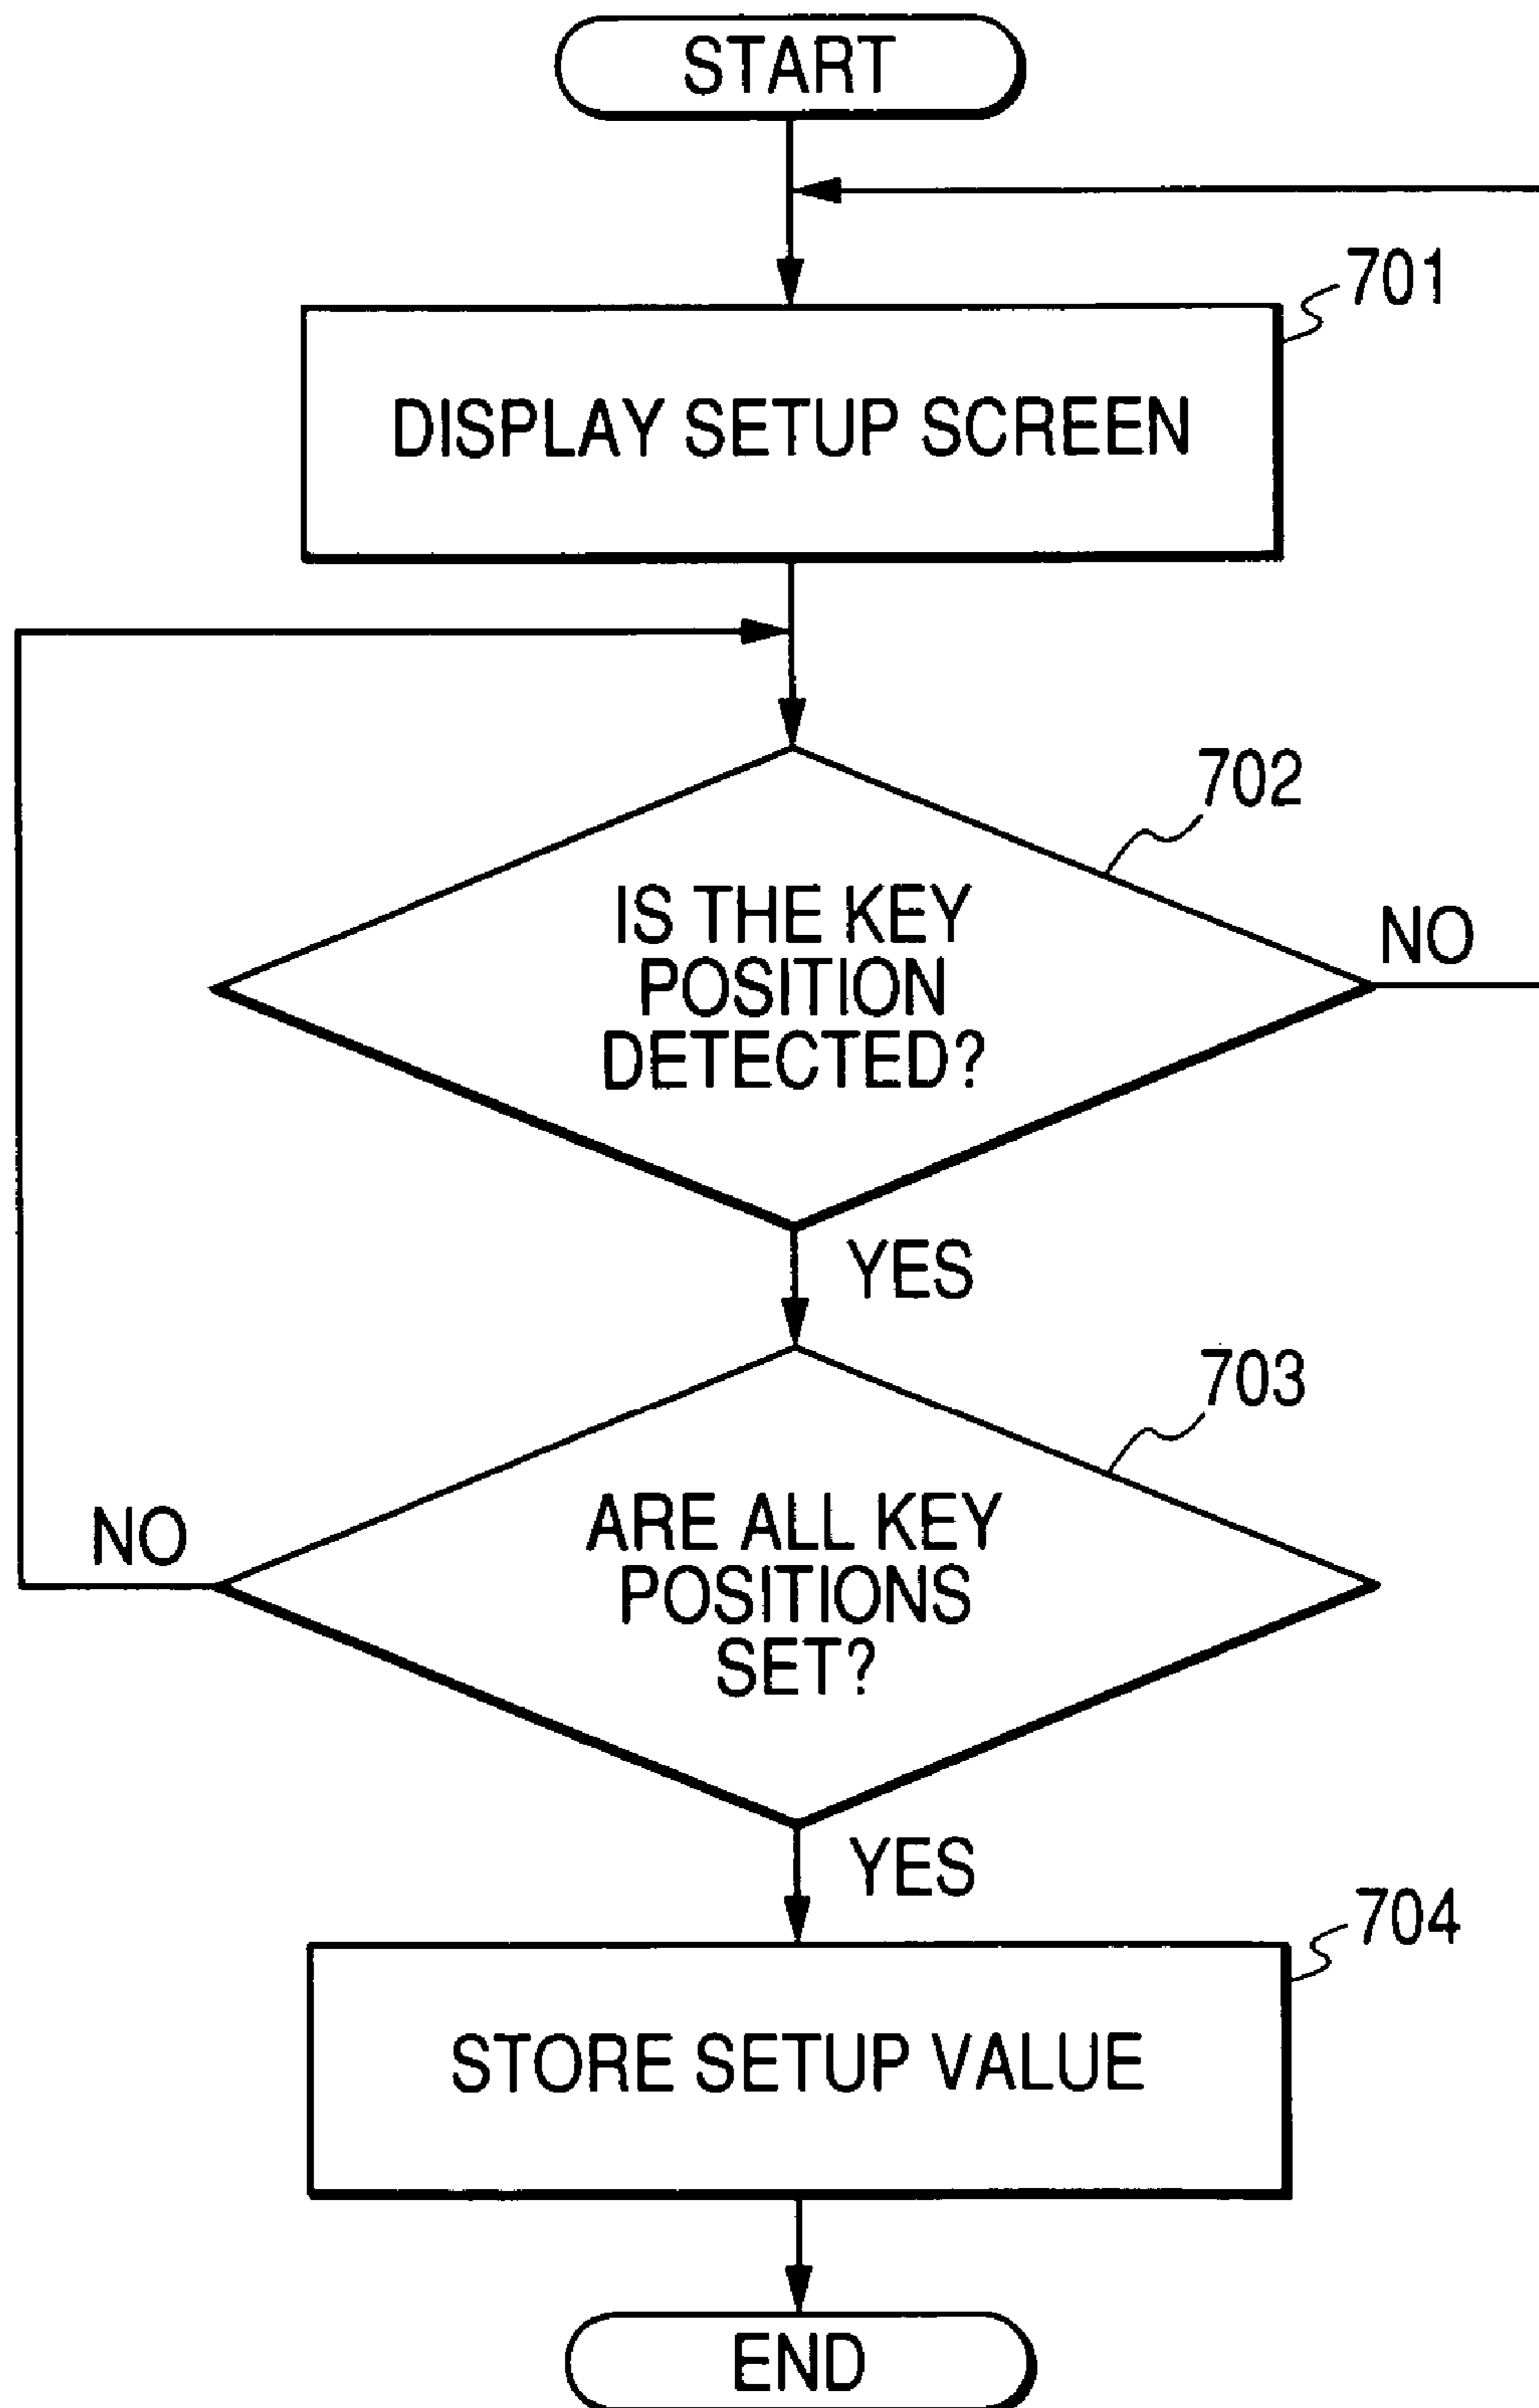 START
701
DISPLAY SETUP SCREEN
702
IS THE KEY
POSITION
DETECTED?
NO
YES
703
ARE ALL KEY
POSITIONS
SET?
NO
YES
704
STORE SETUP VALUE
END